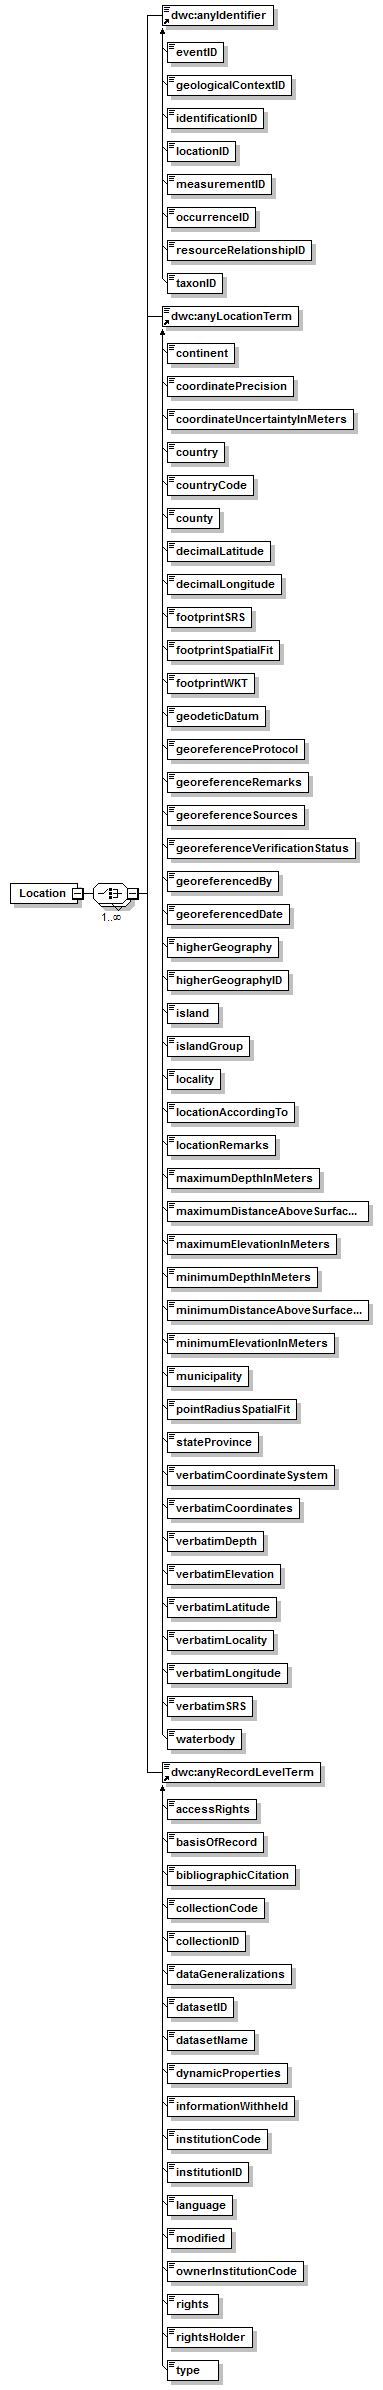 dwc:anyIdentifier
eventID
geologicalContextID
identificationID
locationID
measurementID
occurrenceID
resourceRelationshipID
taxonID
dwc:anyLocationTerm
continent
coordinatePrecision
coordinateUncertaintyInMeters
country
countryCode
county
decimalLatitude
decimalLongitude
footprintSRS
footprintSpatialFit
footprintWKT
geodeticDatum
georeferenceProtocol
georeferenceRemarks
georeferenceSources
georeferenceVerificationStatus
georeferencedBy
Location
1..∞
georeferencedDate
higherGeography
higherGeographyID
island
islandGroup
locality
locationAccordingTo
locationRemarks
maximumDepthInMeters
maximumDistanceAboveSurfac...
maximumElevationInMeters
minimumDepthInMeters
minimumDistanceAboveSurface...
minimumElevationInMeters
municipality
pointRadiusSpatialFit
stateProvince
verbatimCoordinateSystem
verbatimCoordinates
verbatimDepth
verbatimElevation
verbatimLatitude
verbatimLocality
verbatimLongitude
verbatimSRS
waterbody
dwc:anyRecordLevelTerm
accessRights
basisOfRecord
bibliographicCitation
collectionCode
collectionID
dataGeneralizations
datasetID
datasetName
dynamicProperties
informationWithheld
institutionCode
institutionID
language
modified
ownerInstitutionCode
rights
rightsHolder
type